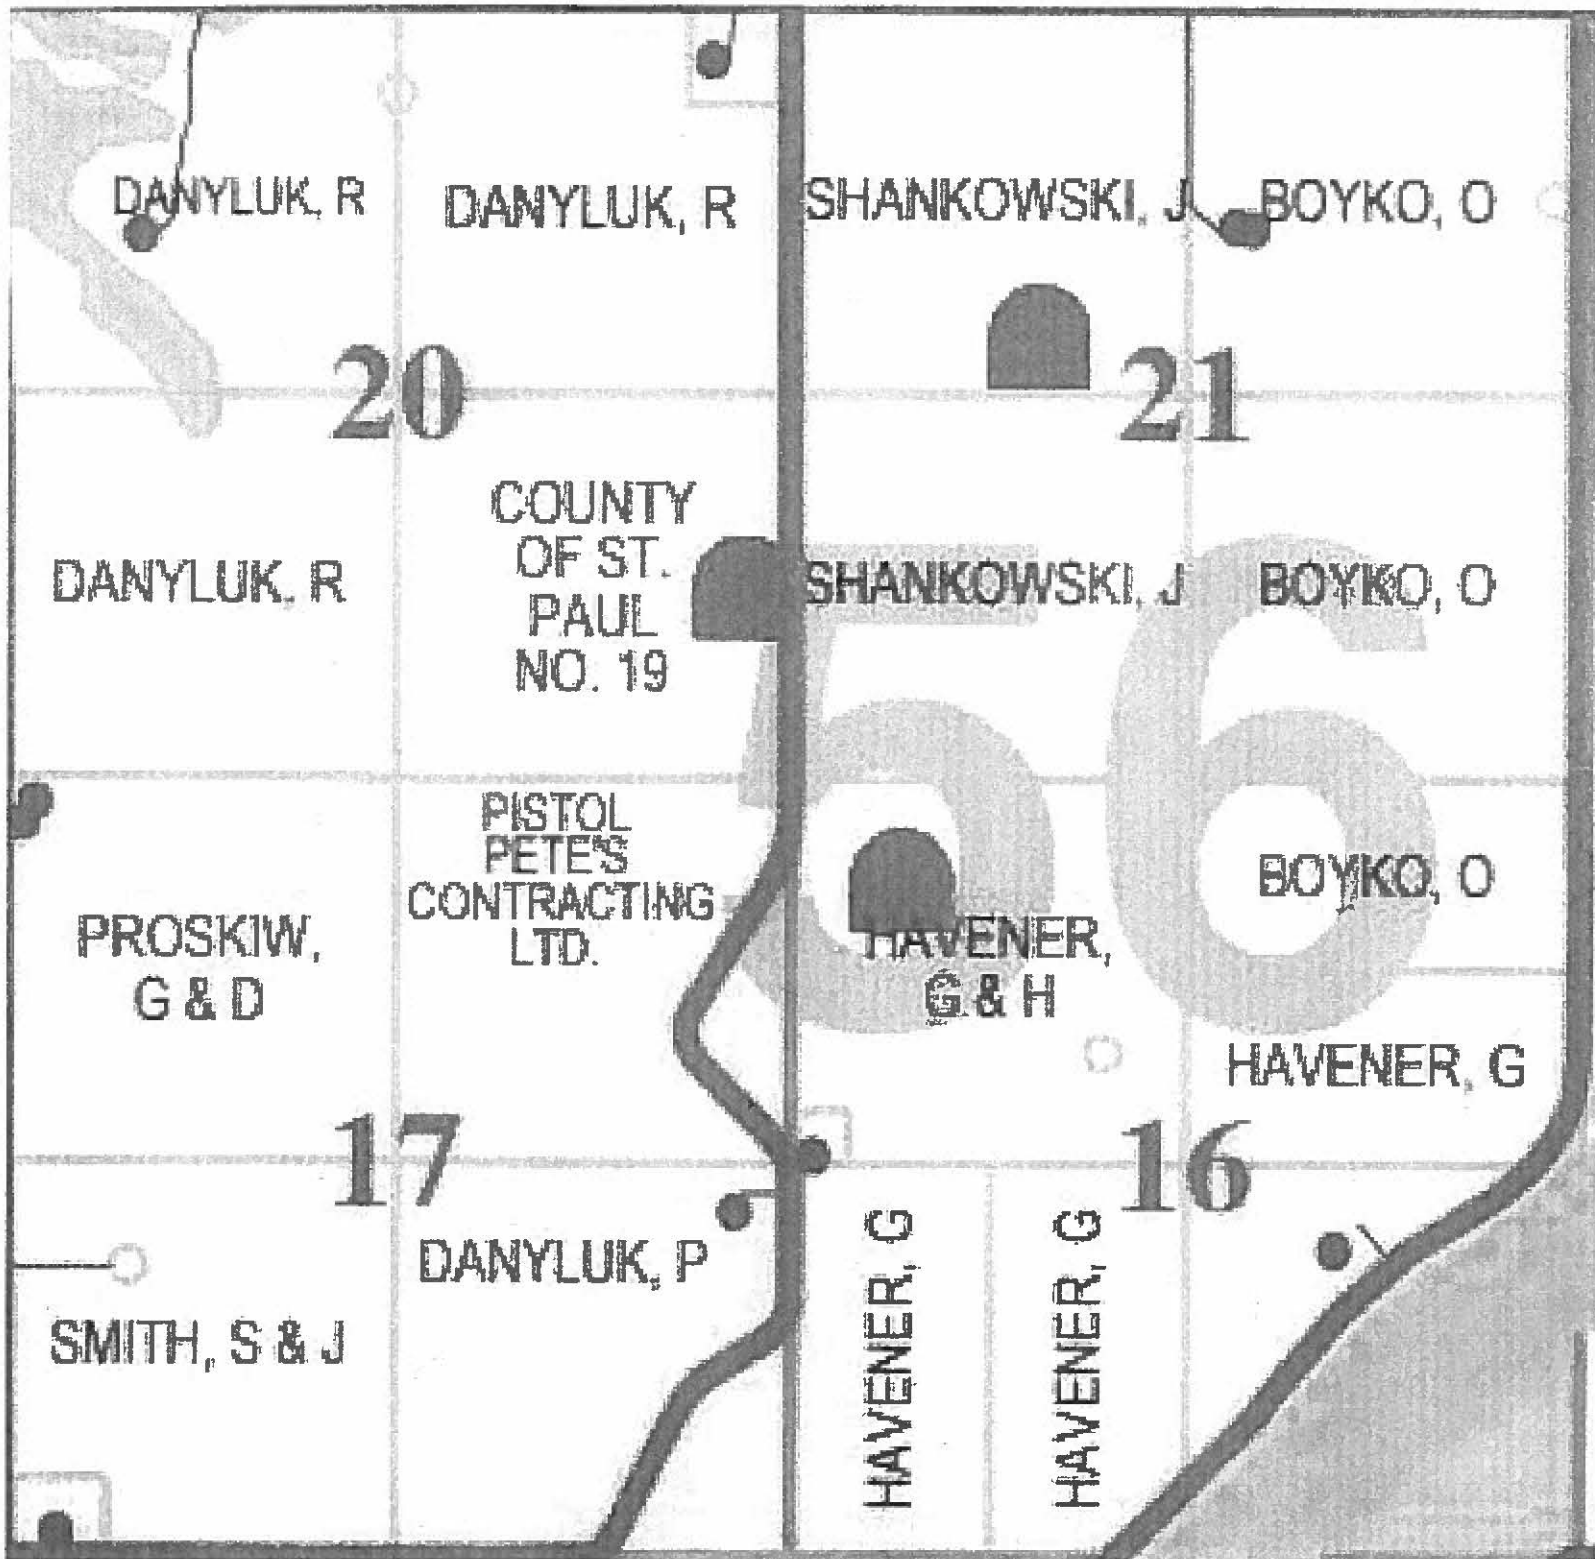 DANYLUK, R
DANYLUK, R
SHANKOWSKI, J
BOYKO, O
20
21
DANYLUK, R
COUNTY
OF ST.
PAUL
NO. 19
SHANKOWSKI, J
BOYKO, O
56
PROSKIW,
G & D
PISTOL
PETE'S
CONTRACTING
LTD.
HAVENER,
G & H
BOYKO, O
HAVENER, G
17
16
SMITH, S & J
DANYLUK, P
HAVENER, G
HAVENER, G